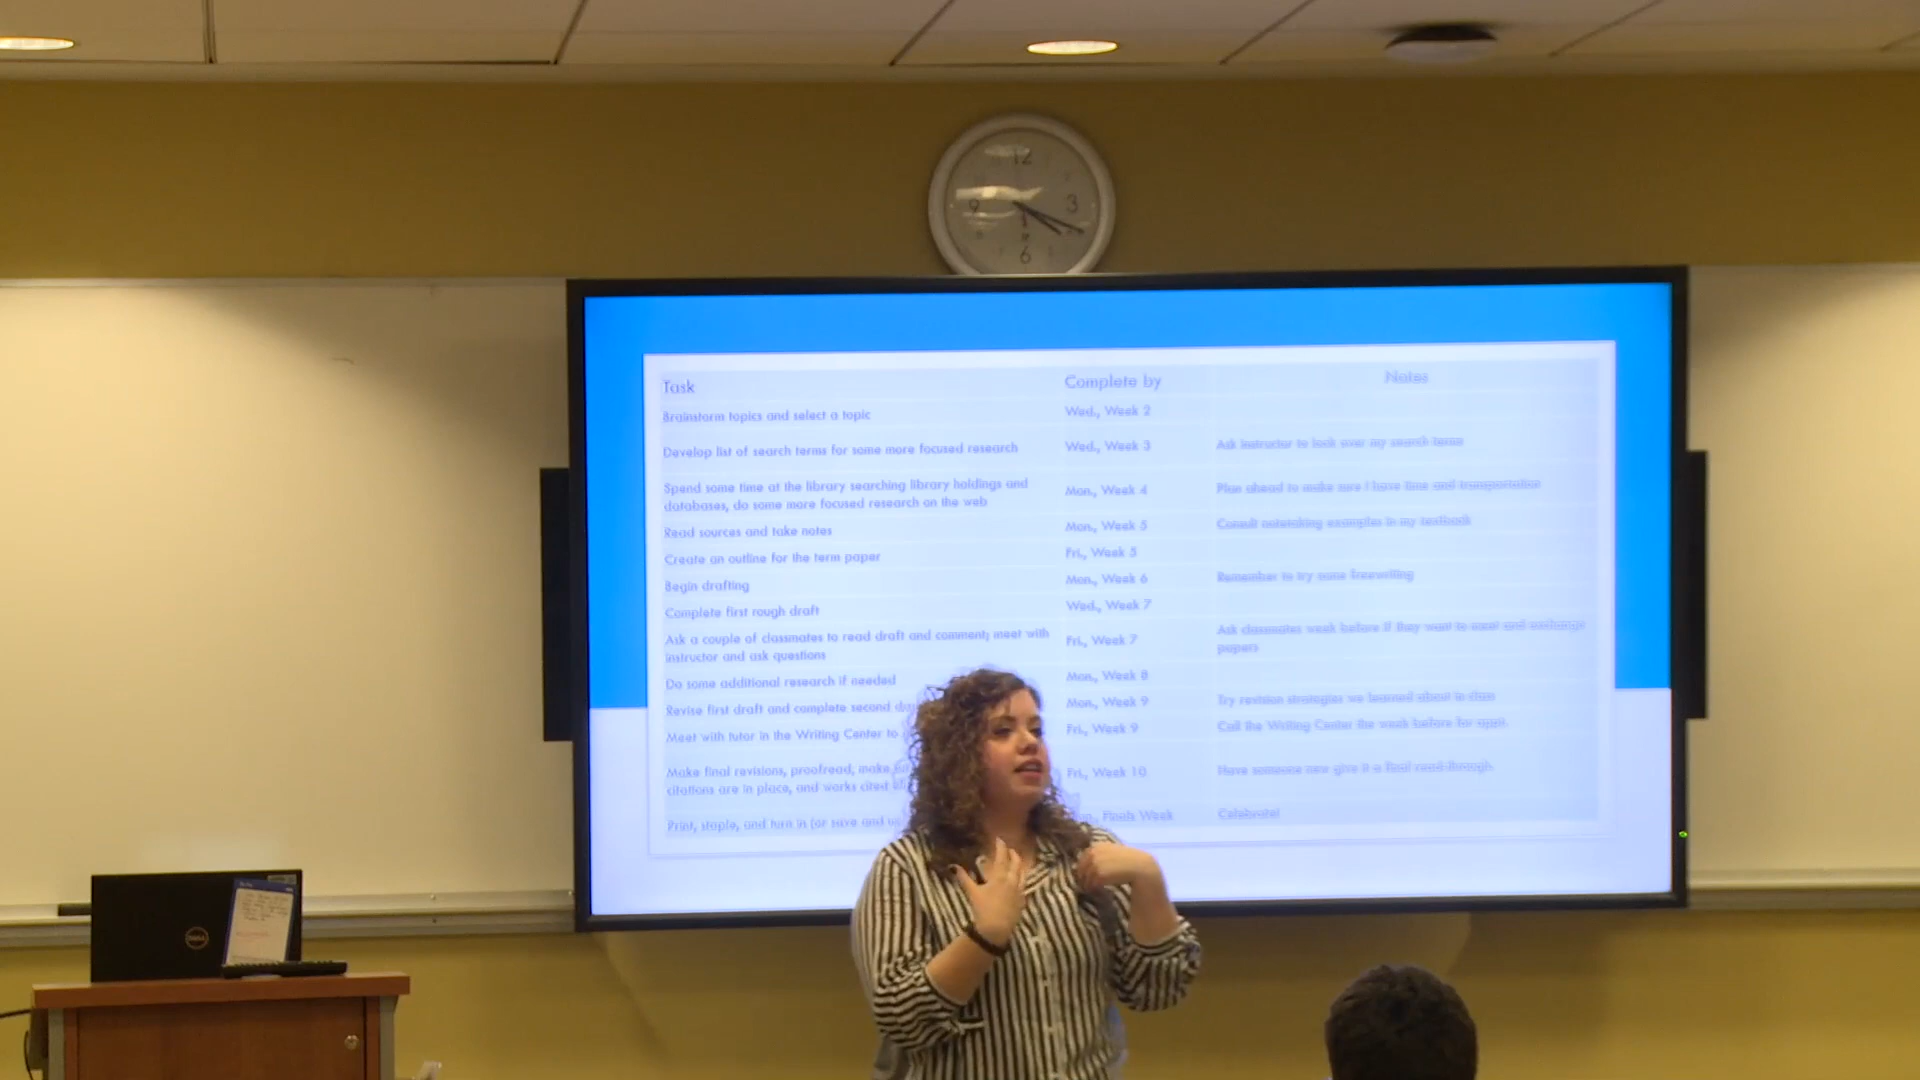 12
9
3
6
Task Complete by Notes
Brainstorm topics and select a topic Wed., Week 2
Develop list of search terms for some more focused research Wed., Week 3 Ask instructor to look over my search terms
Spend some time at the library searching library holdings and
databases, do some more focused research on the web Mon., Week 4 Plan ahead to make sure I have time and transportation
Read sources and take notes Mon., Week 5 Consult notetaking examples in my textbook
Create an outline for the term paper Fri., Week 5
Begin drafting Mon., Week 6 Remember to try some freewriting
Complete first rough draft Wed., Week 7
Ask a couple of classmates to read draft and comment; meet with
instructor and ask questions Fri., Week 7 Ask classmates week before if they want to meet and exchange
papers
Do some additional research if needed Mon., Week 8
Revise first draft and complete second Mon., Week 9 Try revision strategies we learned about in class
Meet with tutor in the Writing Center to Fri., Week 9 Call the Writing Center the week before for appt.
Make final revisions, proofread, make Fri., Week 10 Have someone new give it a final read-through.
citations are in place, and works cited
Print, staple, and turn in (or save and Finals Week Celebrate!
DELL